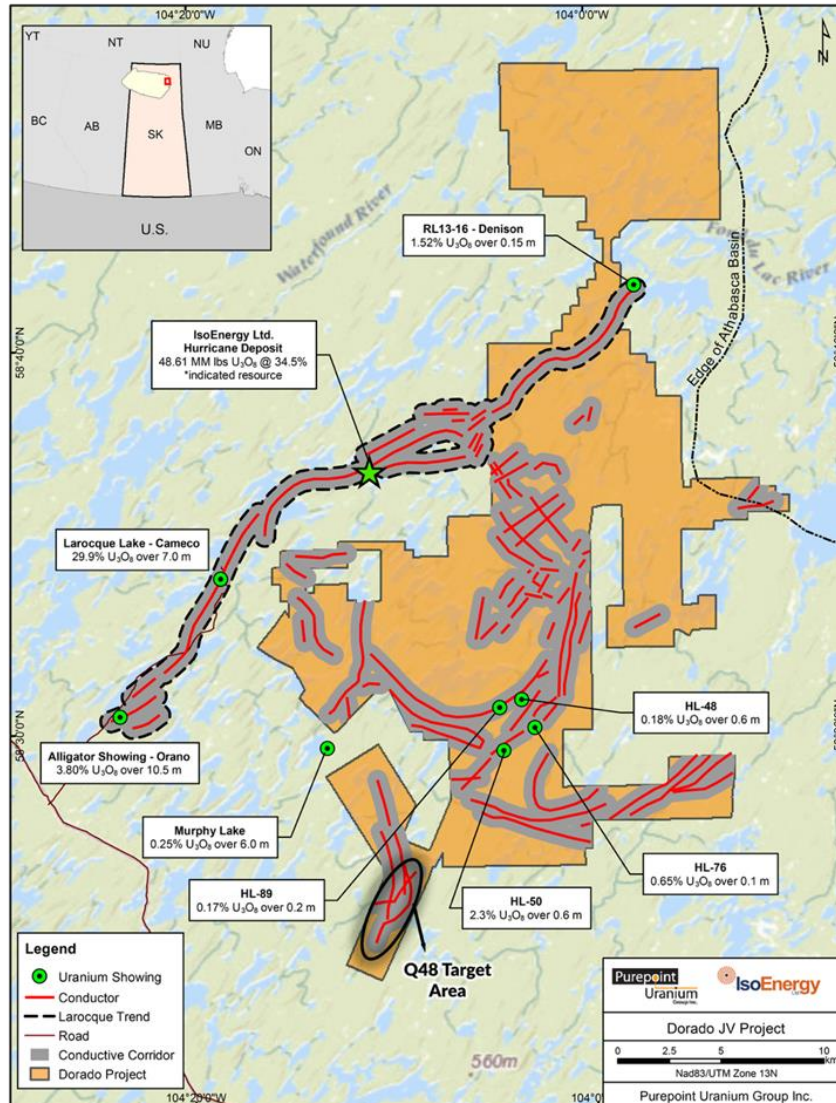 104°20'0"W
104°0'0"W
YT
NT
NU
BC
AB
SK
MB
ON
U.S.
N
Waterfound River
RL13-16 - Denison
1.52% U₃O₈ over 0.15 m
Fond du Lac River
Edge of Athabasca Basin
IsoEnergy Ltd.
Hurricane Deposit
48.61 MM lbs U₃O₈ @ 34.5%
*indicated resource
58°40'0"N
Larocque Lake - Cameco
29.9% U₃O₈ over 7.0 m
HL-48
0.18% U₃O₈ over 0.6 m
58°30'0"N
Alligator Showing - Orano
3.80% U₃O₈ over 10.5 m
Murphy Lake
0.25% U₃O₈ over 6.0 m
HL-76
0.65% U₃O₈ over 0.1 m
HL-89
0.17% U₃O₈ over 0.2 m
HL-50
2.3% U₃O₈ over 0.6 m
Q48 Target
Area
Legend
Uranium Showing
Conductor
Larocque Trend
Road
Conductive Corridor
Dorado Project
560m
Purepoint
Uranium
Group Inc.
IsoEnergy
Dorado JV Project
0 2.5 5 10
km
Nad83/UTM Zone 13N
Purepoint Uranium Group Inc.
104°20'0"W
104°0'0"W